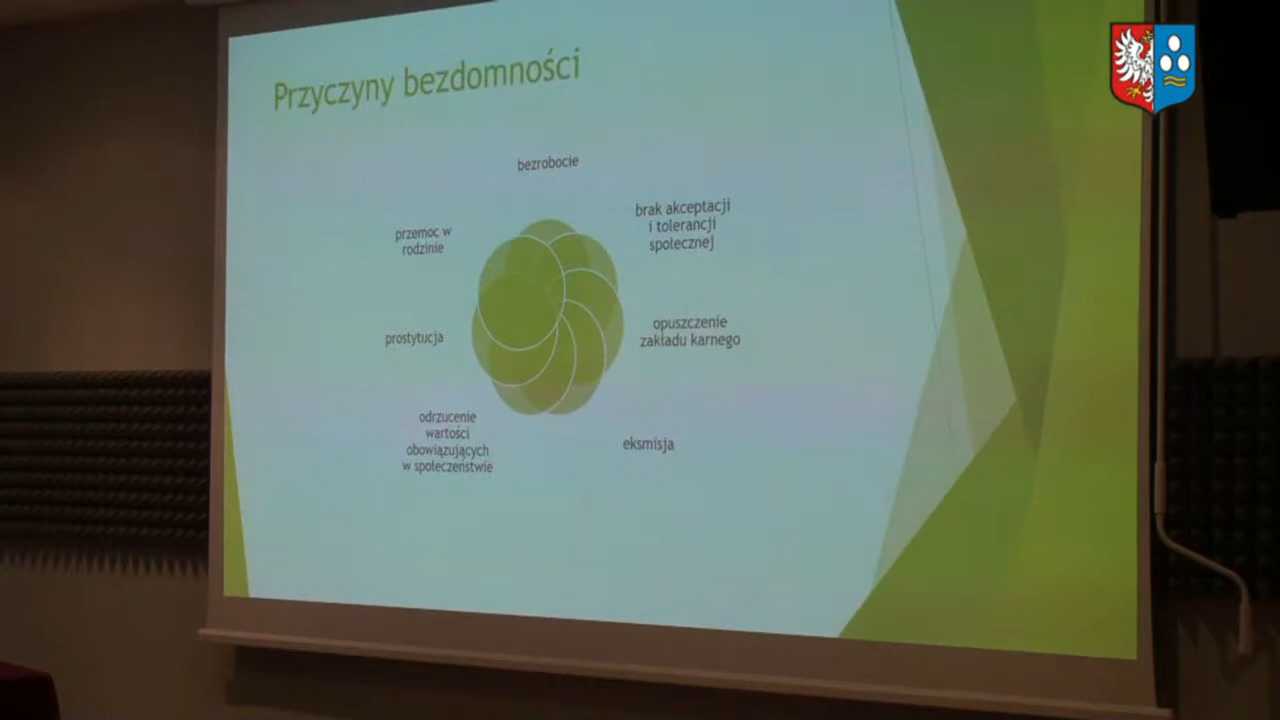 Przyczyny bezdomności
bezrobocie
brak akceptacji
i tolerancji
społecznej
opuszczenie
zakładu karnego
eksmisja
odrzucenie
wartości
obowiązujących
w społeczeństwie
prostytucja
przemoc w
rodzinie